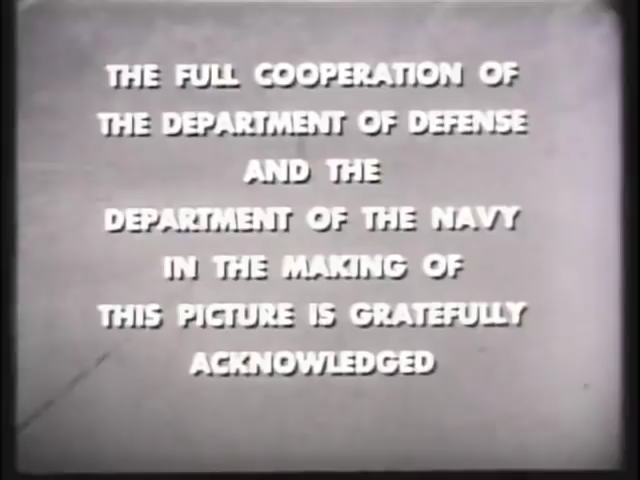 THE FULL COOPERATION OF
THE DEPARTMENT OF DEFENSE
AND THE
DEPARTMENT OF THE NAVY
IN THE MAKING OF
THIS PICTURE IS GRATEFULLY
ACKNOWLEDGED